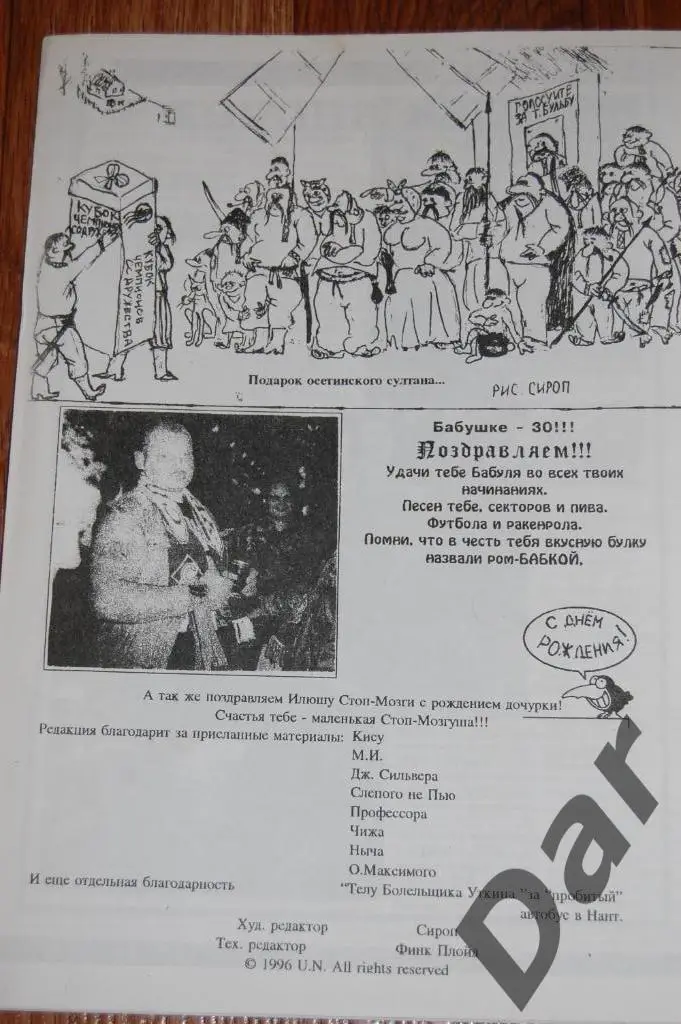 ГОЛОСУЙТЕ
ЗА Т. БУЛЬБУ
КУБОК
ЧЕМПИОНОВ
СОДРУ
КУБОК
ЧЕМПИОНОВ
СОДРУЖЕСТВА
Подарок осетинского султана...
РИС. СИРОП
Бабушке - 30!!!
Поздравляем!!!
Удачи тебе Бабуля во всех твоих
начинаниях.
Песен тебе, секторов и пива.
Футбола и ракенрола.
Помни, что в честь тебя вкусную булку
назвали ром-БАБКОЙ.
С ДНЁМ
РОЖДЕНИЯ!
А так же поздравляем Илюшу Стоп-Мозги с рождением дочурки!
Счастья тебе - маленькая Стоп-Мозгуша!!!
Редакция благодарит за присланные материалы: Кису
М.И.
Дж. Сильвера
Слепого не Пью
Профессора
Чижа
Ныча
О.Максимого
И еще отдельная благодарность "Телу Болельщика Уткина "за "пробитый"
автобус в Нант.
Худ. редактор Сироп
Тех. редактор Финк Плойд
© 1996 U.N. All rights reserved
Dar